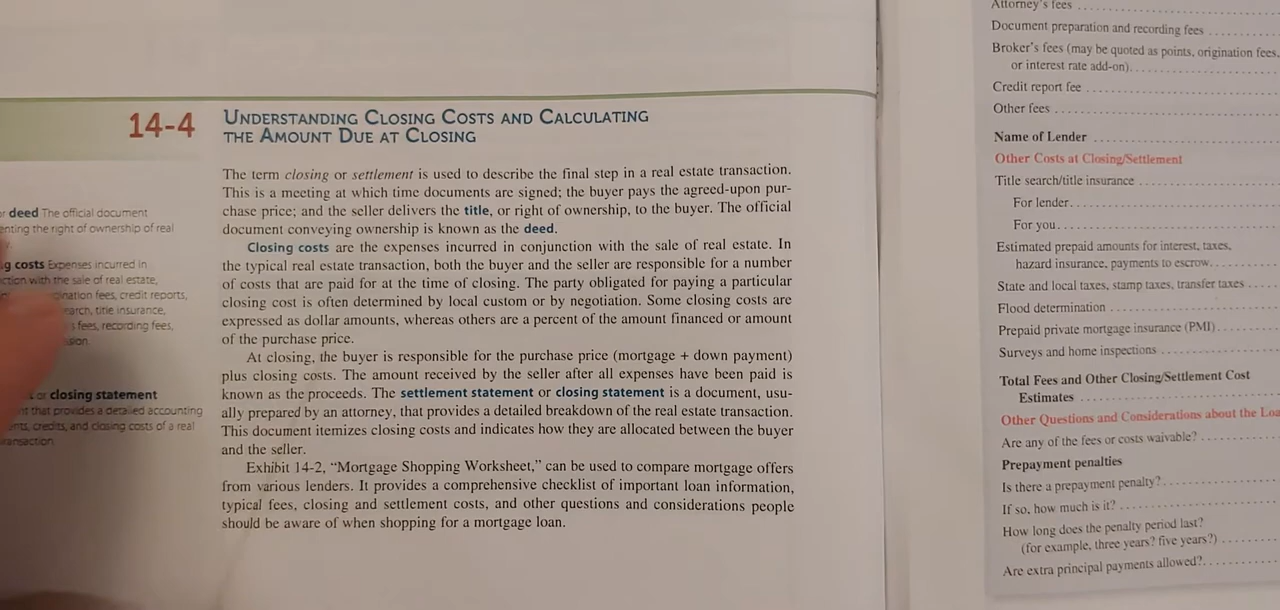 14-4
UNDERSTANDING CLOSING COSTS AND CALCULATING
THE AMOUNT DUE AT CLOSING
The term closing or settlement is used to describe the final step in a real estate transaction.
This is a meeting at which time documents are signed; the buyer pays the agreed-upon pur-
chase price; and the seller delivers the title, or right of ownership, to the buyer. The official
document conveying ownership is known as the deed.
Closing costs are the expenses incurred in conjunction with the sale of real estate. In
the typical real estate transaction, both the buyer and the seller are responsible for a number
of costs that are paid for at the time of closing. The party obligated for paying a particular
closing cost is often determined by local custom or by negotiation. Some closing costs are
expressed as dollar amounts, whereas others are a percent of the amount financed or amount
of the purchase price.
At closing, the buyer is responsible for the purchase price (mortgage + down payment)
plus closing costs. The amount received by the seller after all expenses have been paid is
known as the proceeds. The settlement statement or closing statement is a document, usu-
ally prepared by an attorney, that provides a detailed breakdown of the real estate transaction.
This document itemizes closing costs and indicates how they are allocated between the buyer
and the seller.
Exhibit 14-2, “Mortgage Shopping Worksheet,” can be used to compare mortgage offers
from various lenders. It provides a comprehensive checklist of important loan information,
typical fees, closing and settlement costs, and other questions and considerations people
should be aware of when shopping for a mortgage loan.
or deed The official document
the right of ownership of real
costs Expenses incurred in
with the sale of real estate,
fees, credit reports,
title insurance,
fees, recording fees,
or closing statement
that provides a detailed accounting
credits, and closing costs of a real
transaction
Attorney's fees
Document preparation and recording fees
Broker's fees (may be quoted as points, origination fees,
or interest rate add-on)
Credit report fee
Other fees
Name of Lender
Other Costs at Closing/Settlement
Title search/title insurance
For lender
For you
Estimated prepaid amounts for interest, taxes,
hazard insurance, payments to escrow
State and local taxes, stamp taxes, transfer taxes
Flood determination
Prepaid private mortgage insurance (PMI)
Surveys and home inspections
Total Fees and Other Closing/Settlement Cost
Estimates
Other Questions and Considerations about the
Are any of the fees or costs waivable?
Prepayment penalties
Is there a prepayment penalty?
If so, how much is it?
How long does the penalty period last?
(for example, three years? five years?)
Are extra principal payments allowed?